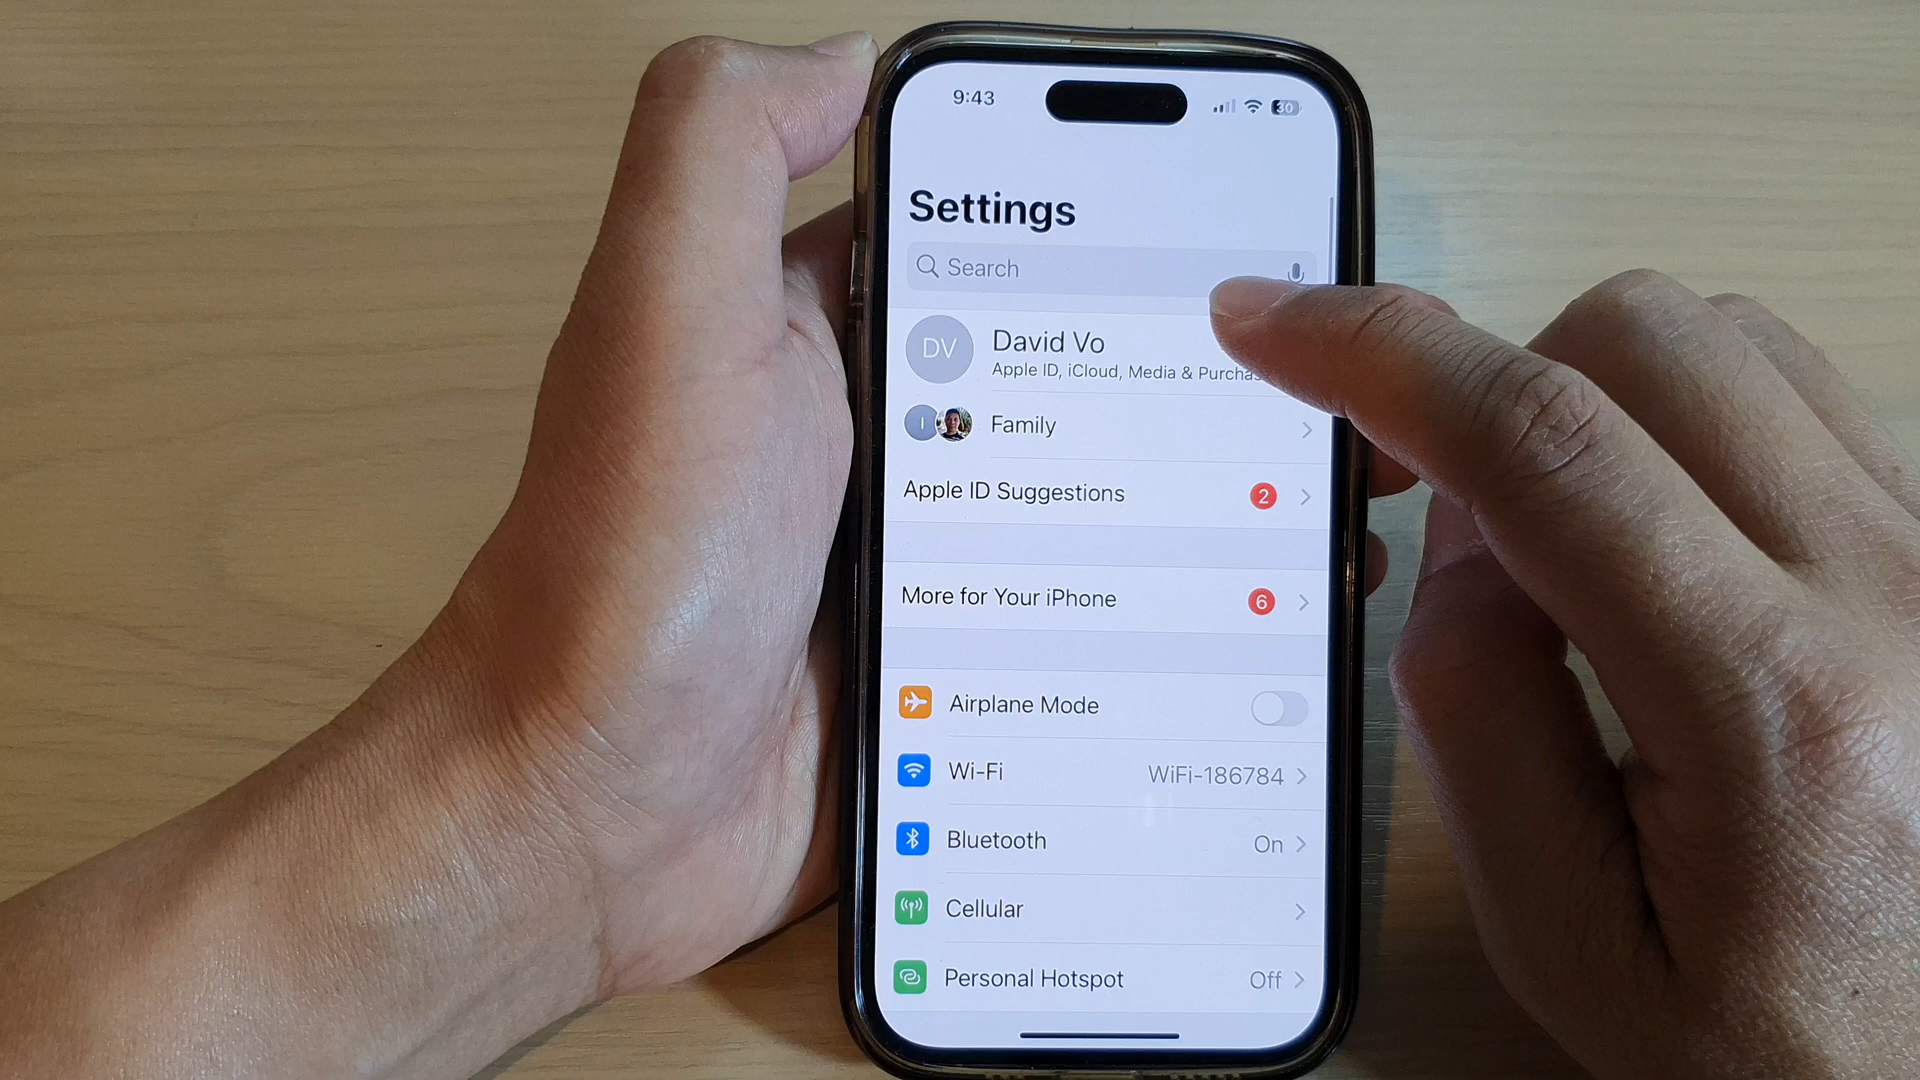 9:43
30
Settings
Search
DV
David Vo
Apple ID, iCloud, Media &
I
Family
Apple ID Suggestions 2
More for Your iPhone 6
Airplane Mode
Wi-Fi WiFi-186784
Bluetooth On
Cellular
Personal Hotspot Off